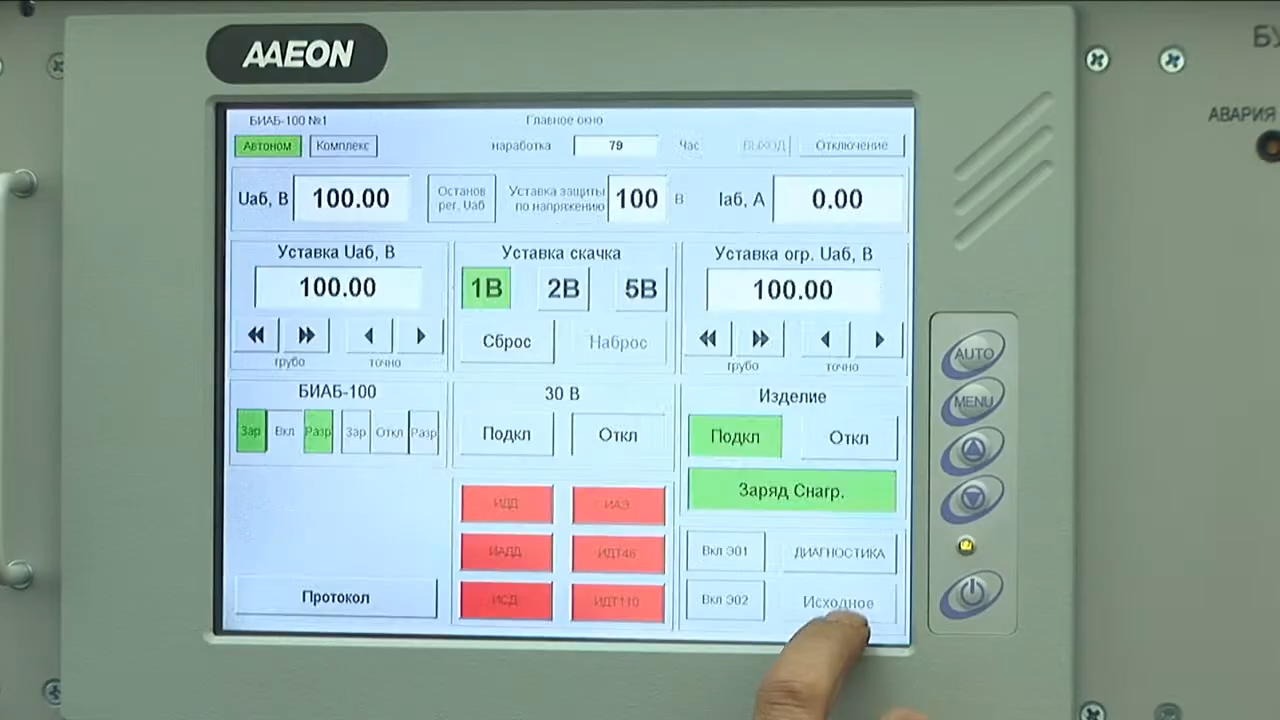 AAEON
БУ
АВАРИЯ
БИАБ-100 №1
Главное окно
Автоном Комплекс
наработка 79 Час
ВЫХОД Отключение
Uаб, В 100.00
Останов рег. Uаб
Уставка защиты по напряжению 100 В
Iаб, А 0.00
Уставка Uаб, В
100.00
грубо точно
Уставка скачка
1В 2В 5В
Сброс Наброс
Уставка огр. Uаб, В
100.00
грубо точно
БИАБ-100
Зар Вкл Разр Зар Откл Разр
30 В
Подкл Откл
Изделие
Подкл Откл
Заряд Снагр.
ИДД ИАЭ
ИАДД ИДТ46
ИСД ИДТ110
Вкл Э01 ДИАГНОСТИКА
Вкл Э02 Исходное
Протокол
AUTO
MENU